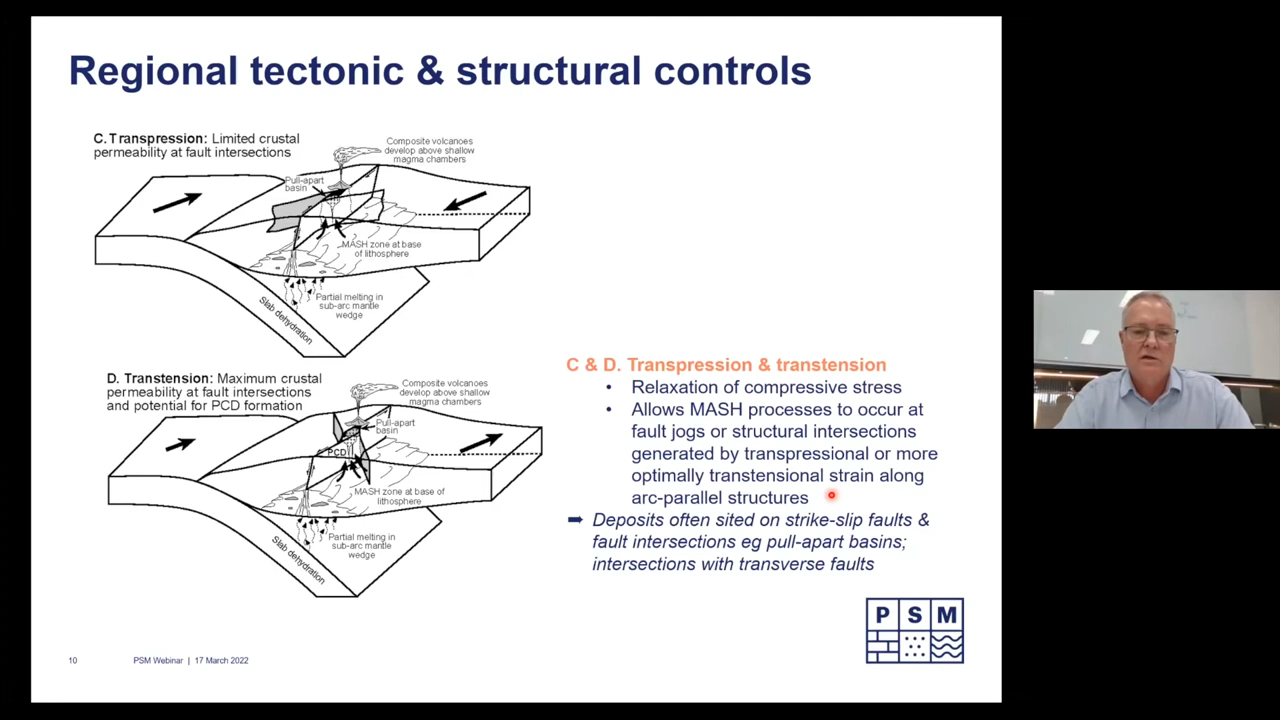 Regional tectonic & structural controls
C. Transpression: Limited crustal
permeability at fault intersections
Composite volcanoes
develop above shallow
magma chambers
Pull-apart
basin
MASH zone at base
of lithosphere
Partial melting in
sub-arc mantle
wedge
Slab dehydration
D. Transtension: Maximum crustal
permeability at fault intersections
and potential for PCD formation
Composite volcanoes
develop above shallow
magma chambers
Pull-apart
basin
PCD
MASH zone at base of
lithosphere
Partial melting in
sub-arc mantle
wedge
Slab dehydration
C & D. Transpression & transtension
• Relaxation of compressive stress
• Allows MASH processes to occur at
fault jogs or structural intersections
generated by transpressional or more
optimally transtensional strain along
arc-parallel structures
➡ Deposits often sited on strike-slip faults &
fault intersections eg pull-apart basins;
intersections with transverse faults
PSM
10 PSM Webinar | 17 March 2022